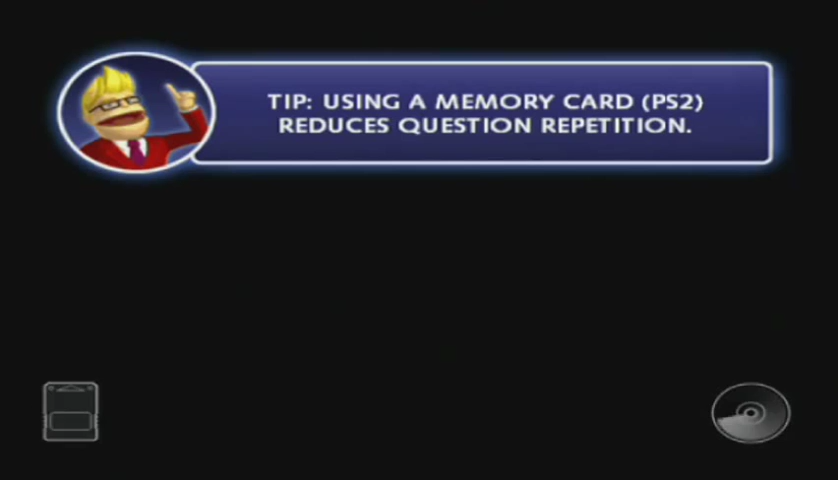 TIP: USING A MEMORY CARD (PS2)
REDUCES QUESTION REPETITION.